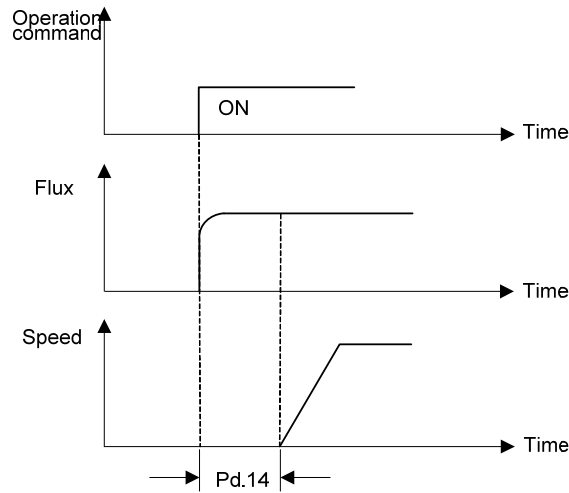 Operation
command
ON
Time
Flux
Time
Speed
Time
Pd.14